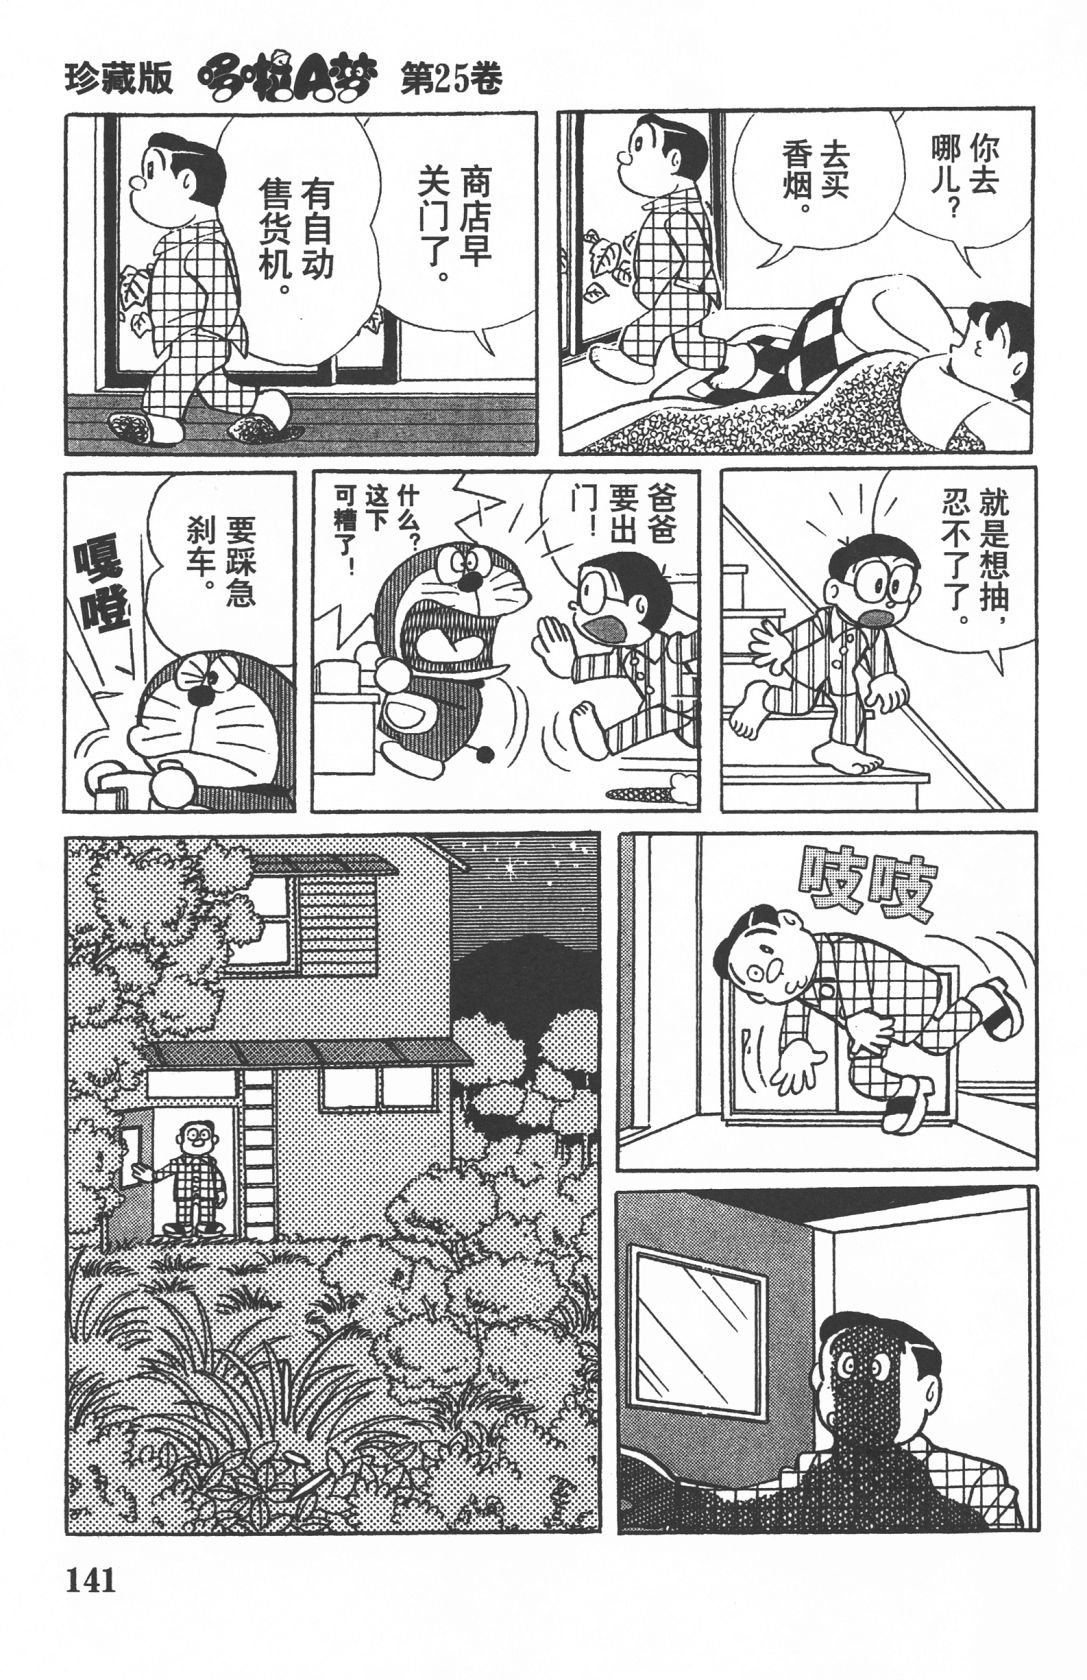 珍藏版 哆啦A梦 第25卷
你去
哪儿?
去买
香烟。
商店早
关门了。
有自动
售货机。
就是想抽,
忍不了了。
爸爸
要出
门!
什么?
这下
可糟了!
要踩急
刹车。
嘎
噔
吱吱
141